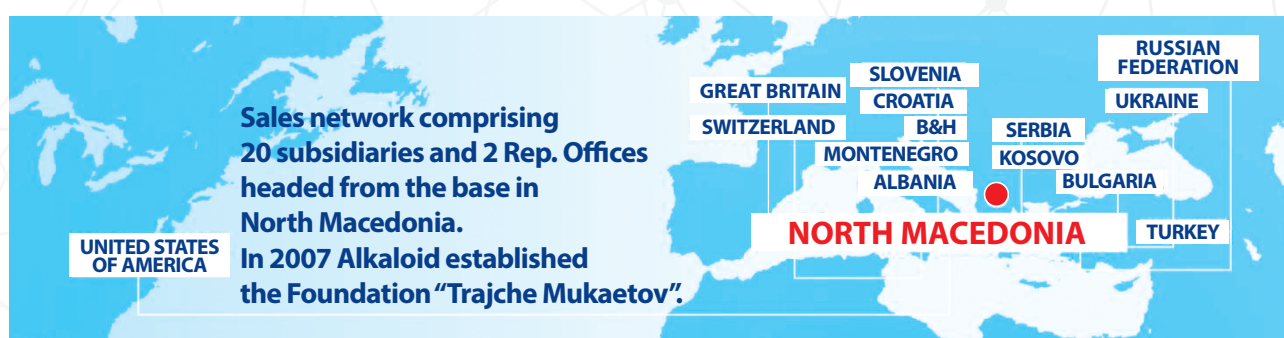 Sales network comprising
20 subsidiaries and 2 Rep. Offices
headed from the base in
North Macedonia.
In 2007 Alkaloid established
the Foundation “Trajche Mukaetov”.
UNITED STATES
OF AMERICA
GREAT BRITAIN
SWITZERLAND
SLOVENIA
CROATIA
B&H
MONTENEGRO
ALBANIA
SERBIA
KOSOVO
BULGARIA
RUSSIAN
FEDERATION
UKRAINE
TURKEY
NORTH MACEDONIA